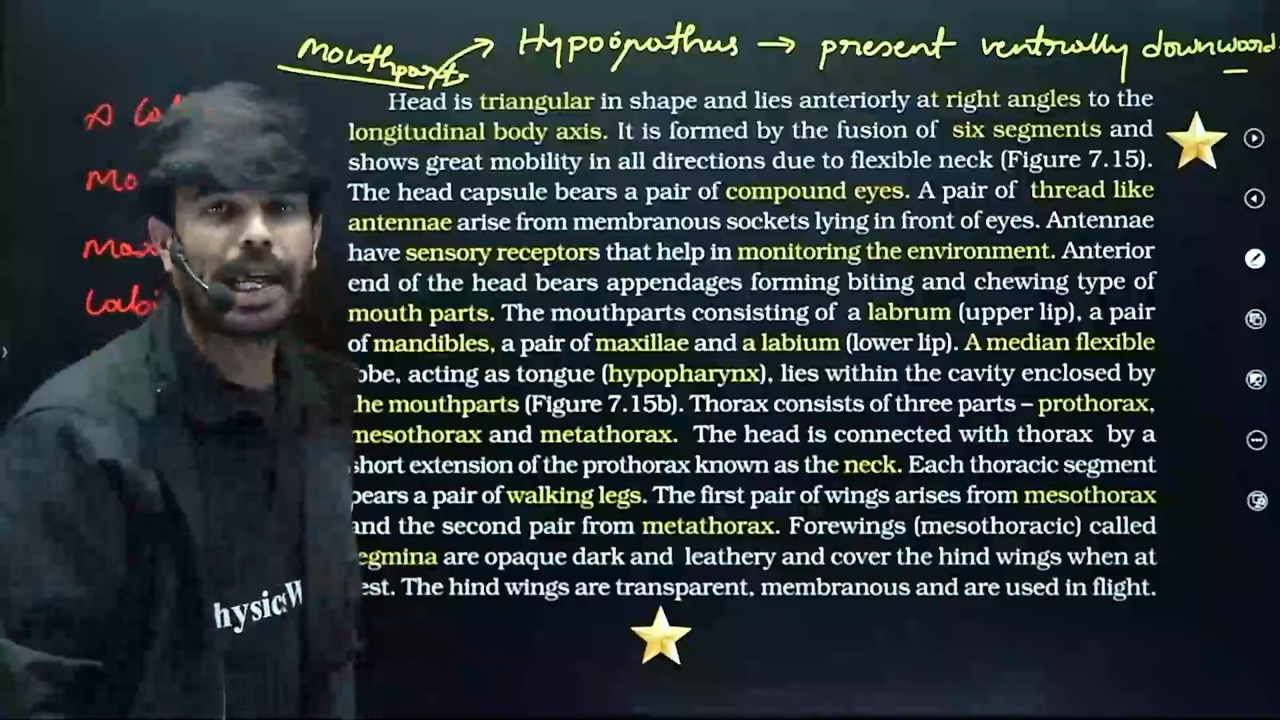 Mouthparts → Hypoópathus → present ventrally downward
Head is triangular in shape and lies anteriorly at right angles to the
longitudinal body axis. It is formed by the fusion of six segments and
shows great mobility in all directions due to flexible neck (Figure 7.15).
The head capsule bears a pair of compound eyes. A pair of thread like
antennae arise from membranous sockets lying in front of eyes. Antennae
have sensory receptors that help in monitoring the environment. Anterior
end of the head bears appendages forming biting and chewing type of
mouth parts. The mouthparts consisting of a labrum (upper lip), a pair
of mandibles, a pair of maxillae and a labium (lower lip). A median flexible
obe, acting as tongue (hypopharynx), lies within the cavity enclosed by
he mouthparts (Figure 7.15b). Thorax consists of three parts – prothorax,
mesothorax and metathorax. The head is connected with thorax by a
short extension of the prothorax known as the neck. Each thoracic segment
bears a pair of walking legs. The first pair of wings arises from mesothorax
and the second pair from metathorax. Forewings (mesothoracic) called
egmina are opaque dark and leathery and cover the hind wings when at
est. The hind wings are transparent, membranous and are used in flight.
A La
Mo
Max
Labi
hysicsW